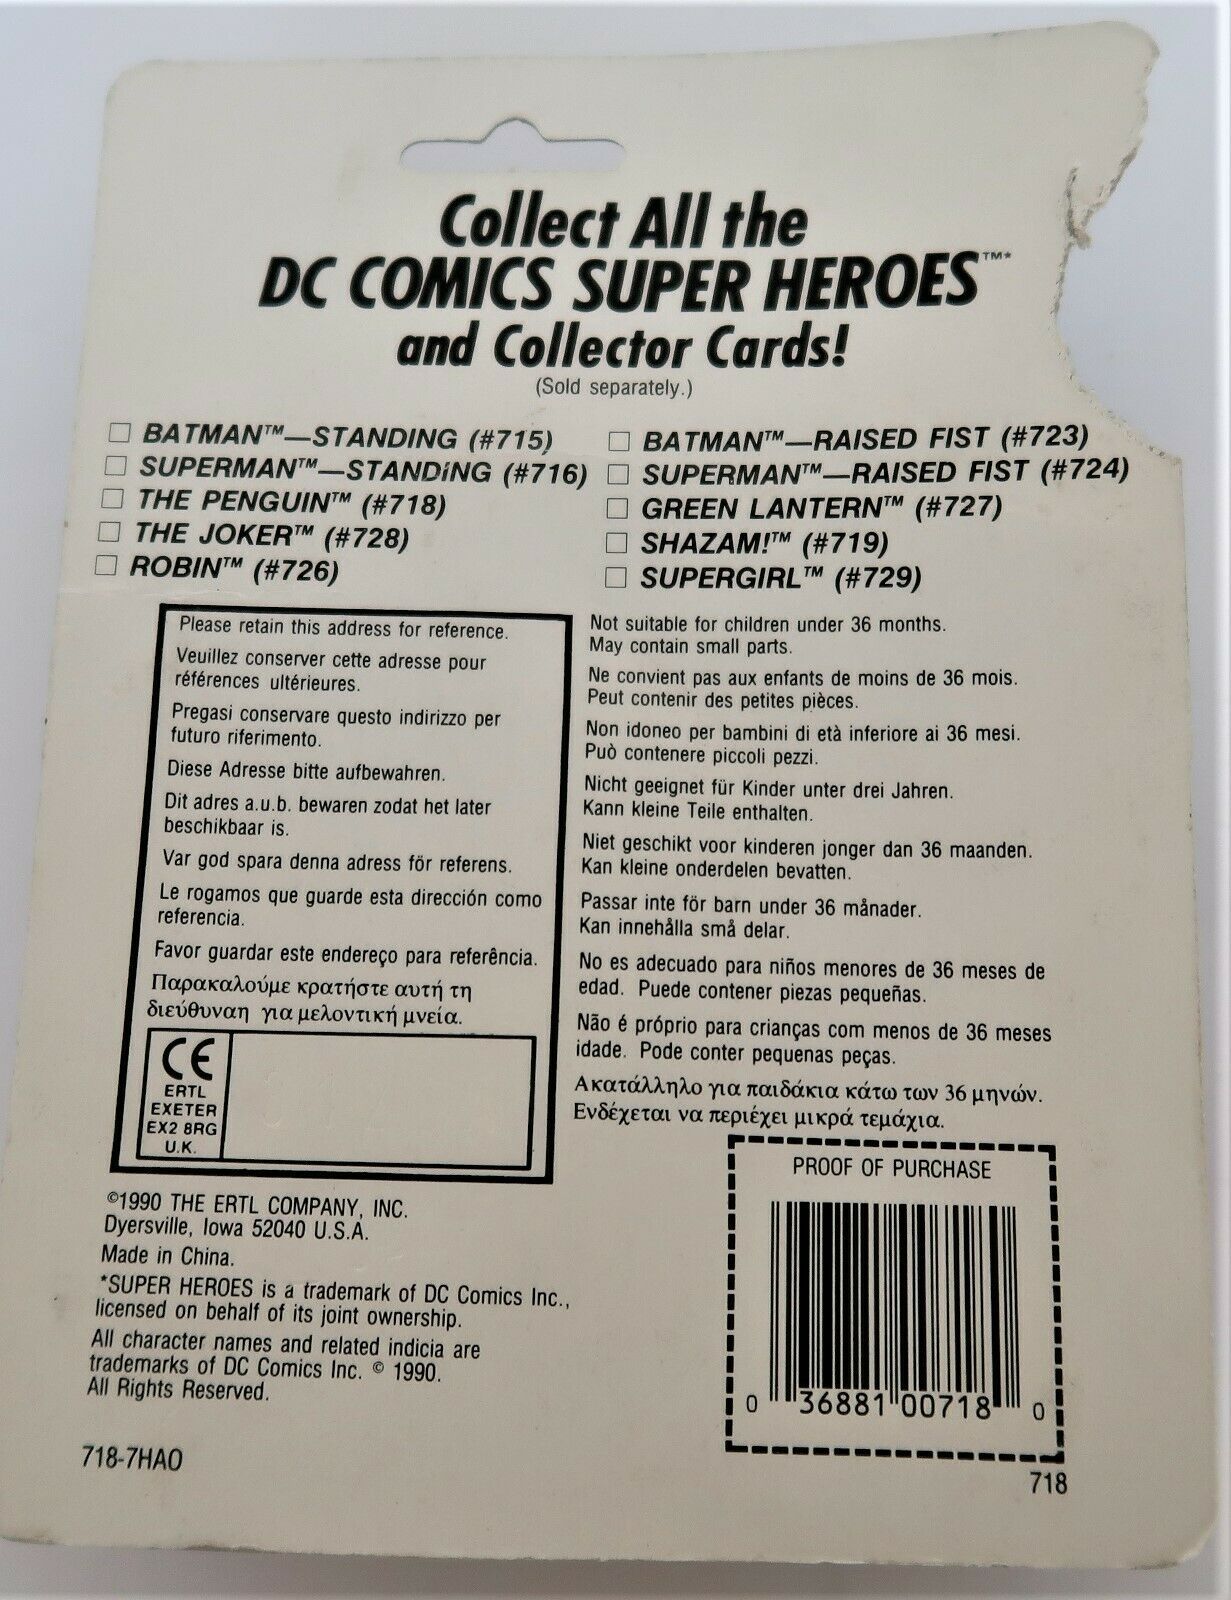 Collect All the
DC COMICS SUPER HEROES™*
and Collector Cards!
(Sold separately.)
☐ BATMAN™—STANDING (#715)
☐ SUPERMAN™—STANDING (#716)
☐ THE PENGUIN™ (#718)
☐ THE JOKER™ (#728)
☐ ROBIN™ (#726)
☐ BATMAN™—RAISED FIST (#723)
☐ SUPERMAN™—RAISED FIST (#724)
☐ GREEN LANTERN™ (#727)
☐ SHAZAM!™ (#719)
☐ SUPERGIRL™ (#729)
Please retain this address for reference.
Veuillez conserver cette adresse pour
références ultérieures.
Pregasi conservare questo indirizzo per
futuro riferimento.
Diese Adresse bitte aufbewahren.
Dit adres a.u.b. bewaren zodat het later
beschikbaar is.
Var god spara denna adress för referens.
Le rogamos que guarde esta dirección como
referencia.
Favor guardar este endereço para referência.
Παρακαλούμε κρατήστε αυτή τη
διεύθυναη για μελοντική μνεία.
CE
ERTL
EXETER
EX2 8RG
U.K.
Not suitable for children under 36 months.
May contain small parts.
Ne convient pas aux enfants de moins de 36 mois.
Peut contenir des petites pièces.
Non idoneo per bambini di età inferiore ai 36 mesi.
Può contenere piccoli pezzi.
Nicht geeignet für Kinder unter drei Jahren.
Kann kleine Teile enthalten.
Niet geschikt voor kinderen jonger dan 36 maanden.
Kan kleine onderdelen bevatten.
Passar inte för barn under 36 månader.
Kan innehålla små delar.
No es adecuado para niños menores de 36 meses de
edad. Puede contener piezas pequeñas.
Não é próprio para crianças com menos de 36 meses
idade. Pode conter pequenas peças.
Ακατάλληλο για παιδάκια κάτω των 36 μηνών.
Ενδέχεται να περιέχει μικρά τεμάχια.
©1990 THE ERTL COMPANY, INC.
Dyersville, Iowa 52040 U.S.A.
Made in China.
*SUPER HEROES is a trademark of DC Comics Inc.,
licensed on behalf of its joint ownership.
All character names and related indicia are
trademarks of DC Comics Inc. © 1990.
All Rights Reserved.
718-7HAO
PROOF OF PURCHASE
0 36881 00718 0
718